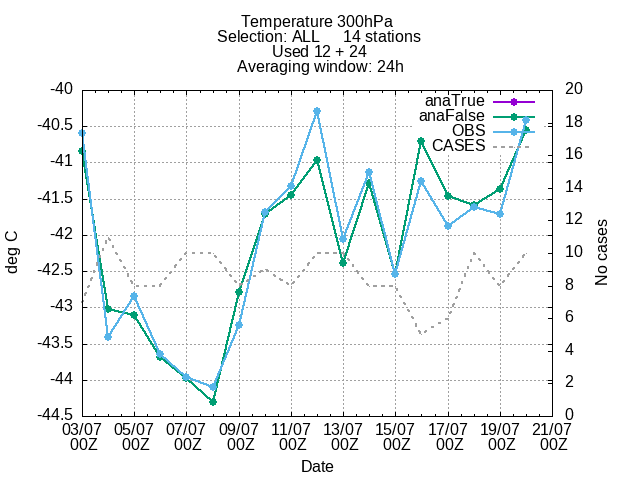 Temperature 300hPa
Selection: ALL 14 stations
Used 12 + 24
Averaging window: 24h
anaTrue
anaFalse
OBS
CASES
deg C
-40
-40.5
-41
-41.5
-42
-42.5
-43
-43.5
-44
-44.5
20
18
16
14
12
10
8
6
4
2
0
No cases
03/07 05/07 07/07 09/07 11/07 13/07 15/07 17/07 19/07 21/07
00Z 00Z 00Z 00Z 00Z 00Z 00Z 00Z 00Z 00Z
Date